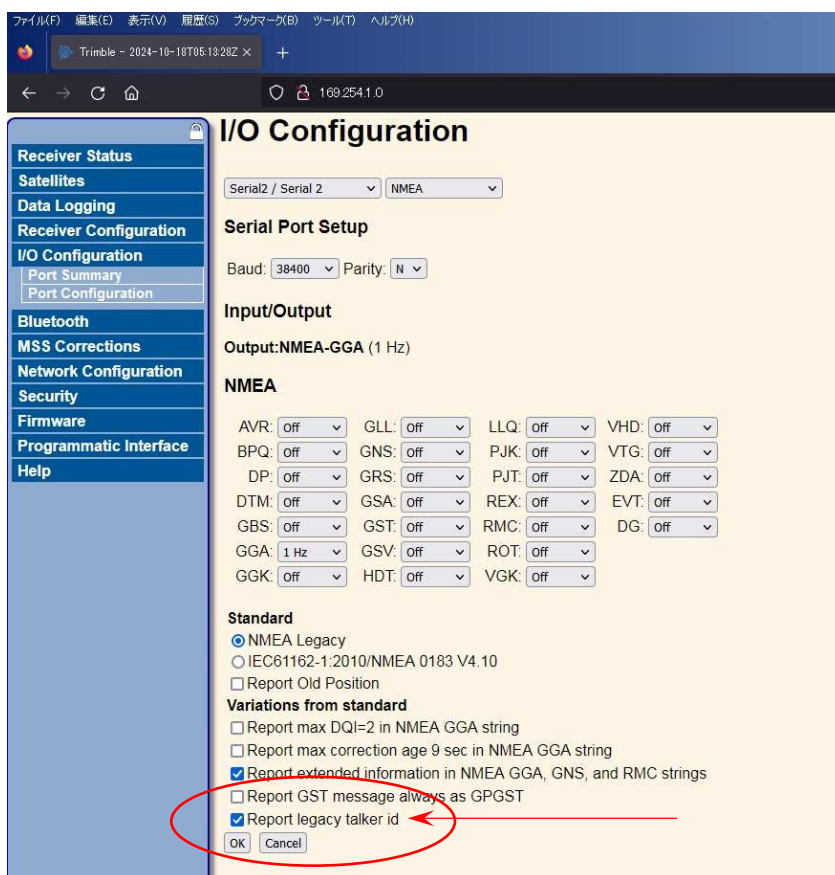 ファイル(F) 編集(E) 表示(V) 履歴(S) ブックマーク(B) ツール(T) ヘルプ(H)
Trimble - 2024-10-18T05:13:28Z
169.254.1.0
I/O Configuration
Receiver Status
Satellites
Data Logging
Receiver Configuration
I/O Configuration
Port Summary
Port Configuration
Bluetooth
MSS Corrections
Network Configuration
Security
Firmware
Programmatic Interface
Help
Serial2 / Serial 2 NMEA
Serial Port Setup
Baud: 38400 Parity: N
Input/Output
Output:NMEA-GGA (1 Hz)
NMEA
AVR: Off GLL: Off LLQ: Off VHD: Off
BPQ: Off GNS: Off PJK: Off VTG: Off
DP: Off GRS: Off PJT: Off ZDA: Off
DTM: Off GSA: Off REX: Off EVT: Off
GBS: Off GST: Off RMC: Off DG: Off
GGA: 1 Hz GSV: Off ROT: Off
GGK: Off HDT: Off VGK: Off
Standard
NMEA Legacy
IEC61162-1:2010/NMEA 0183 V4.10
Report Old Position
Variations from standard
Report max DQI=2 in NMEA GGA string
Report max correction age 9 sec in NMEA GGA string
Report extended information in NMEA GGA, GNS, and RMC strings
Report GST message always as GPGST
Report legacy talker id
OK Cancel